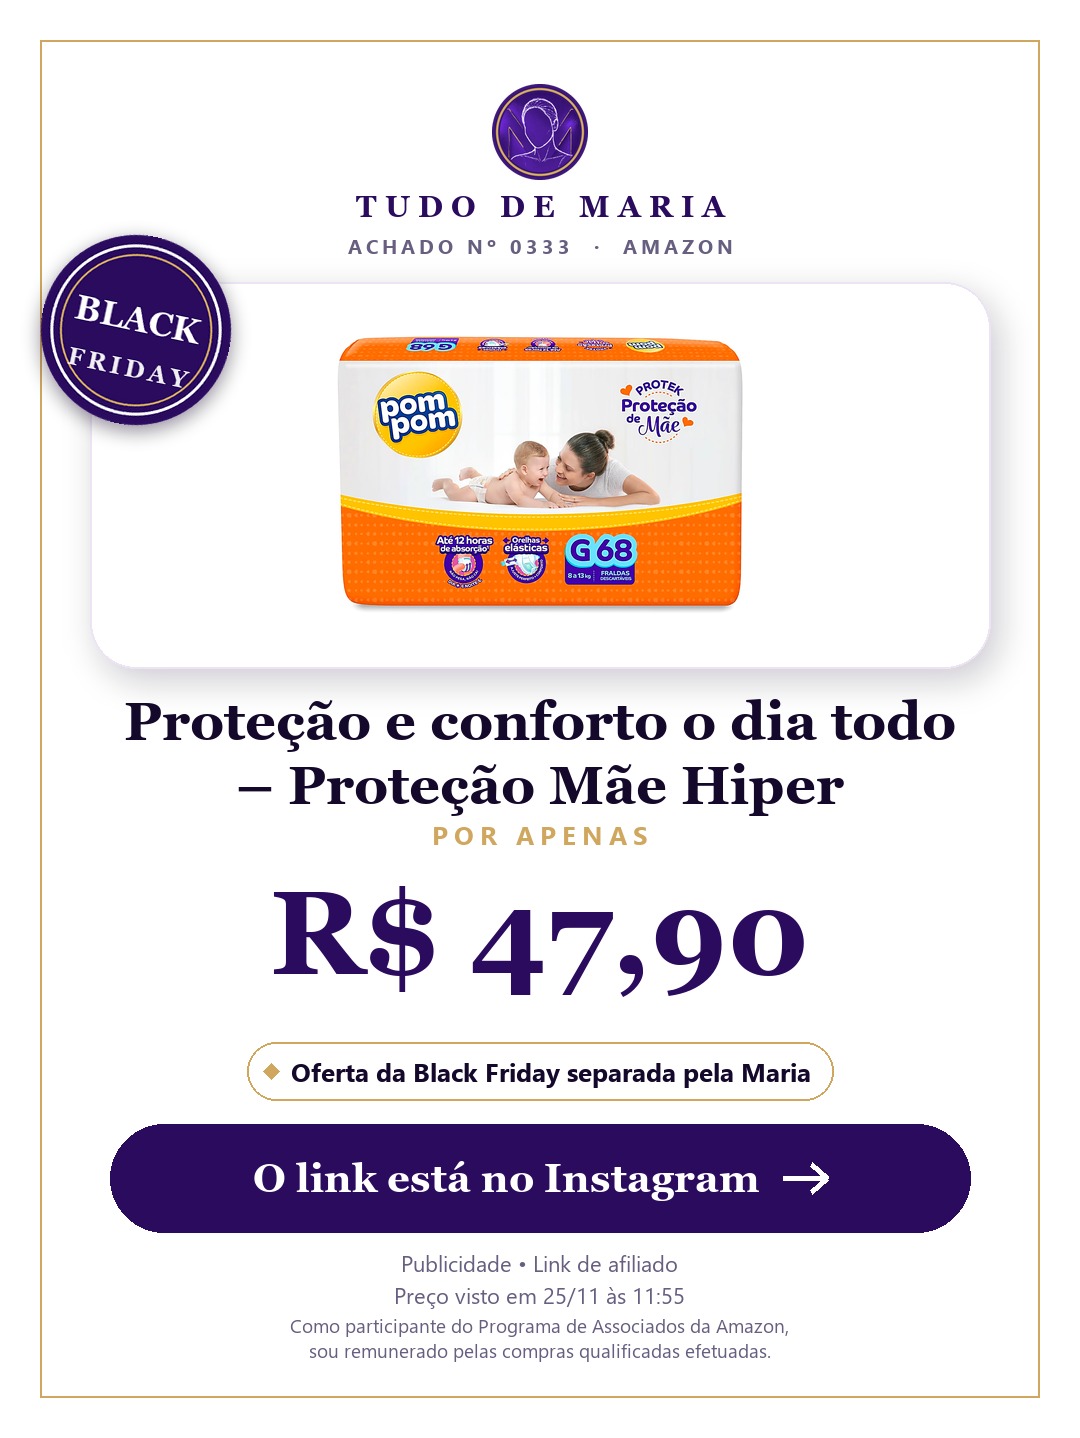 TUDO DE MARIA
ACHADO Nº 0333 · AMAZON
BLACK
FRIDAY
G 68
pom
pom
PROTEK
Proteção
de Mãe
Até 12 horas
de absorção
Orelhas
elásticas
G 68
8 a 13 kg
FRALDAS
DESCARTÁVEIS
Proteção e conforto o dia todo
– Proteção Mãe Hiper
POR APENAS
R$ 47,90
Oferta da Black Friday separada pela Maria
O link está no Instagram →
Publicidade • Link de afiliado
Preço visto em 25/11 às 11:55
Como participante do Programa de Associados da Amazon,
sou remunerado pelas compras qualificadas efetuadas.